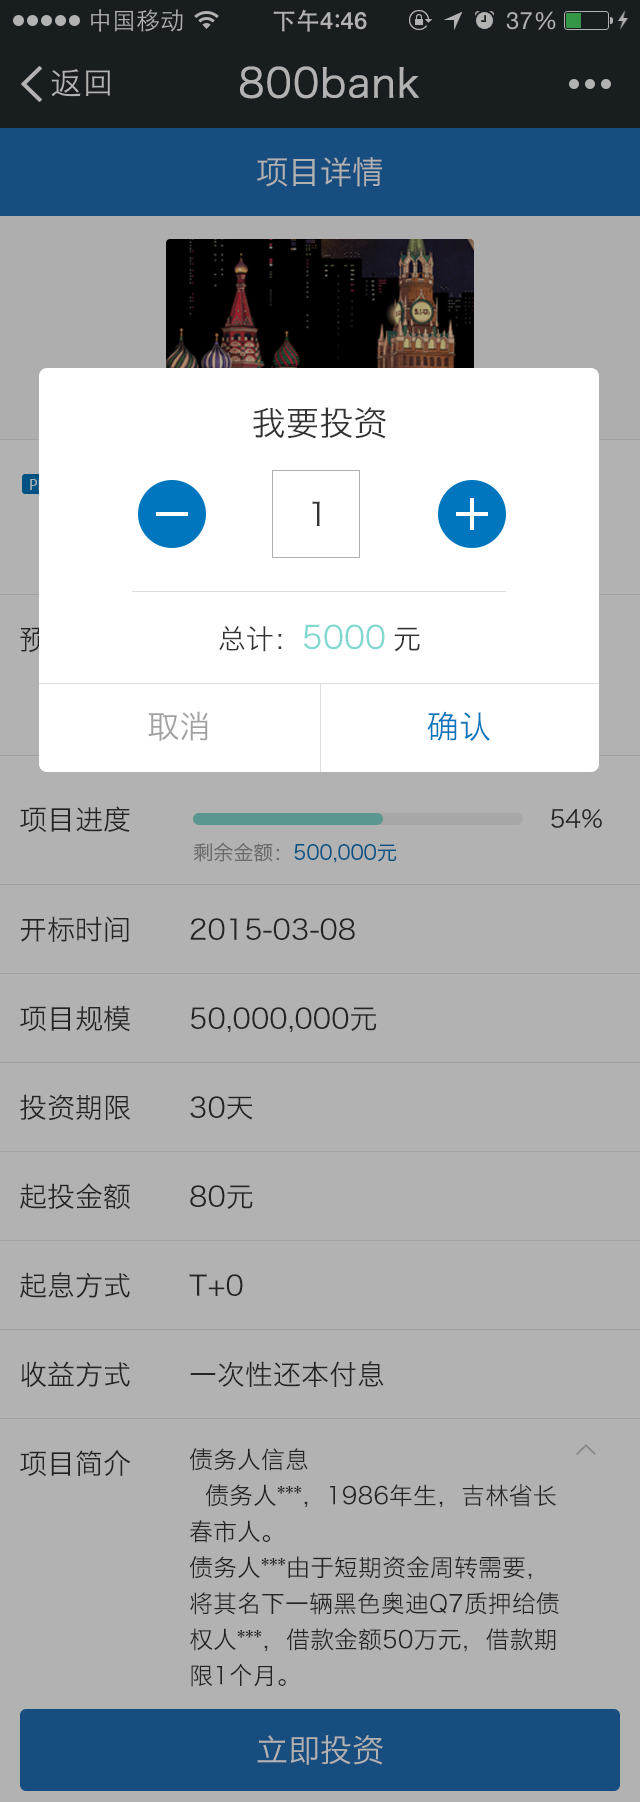 中国移动 下午4:46 37%
返回 800bank
项目详情
我要投资
P
1
预
总计：5000 元
取消 确认
项目进度 54%
剩余金额：500,000元
开标时间 2015-03-08
项目规模 50,000,000元
投资期限 30天
起投金额 80元
起息方式 T+0
收益方式 一次性还本付息
项目简介 债务人信息
债务人***，1986年生，吉林省长
春市人。
债务人***由于短期资金周转需要，
将其名下一辆黑色奥迪Q7质押给债
权人***，借款金额50万元，借款期
限1个月。
立即投资